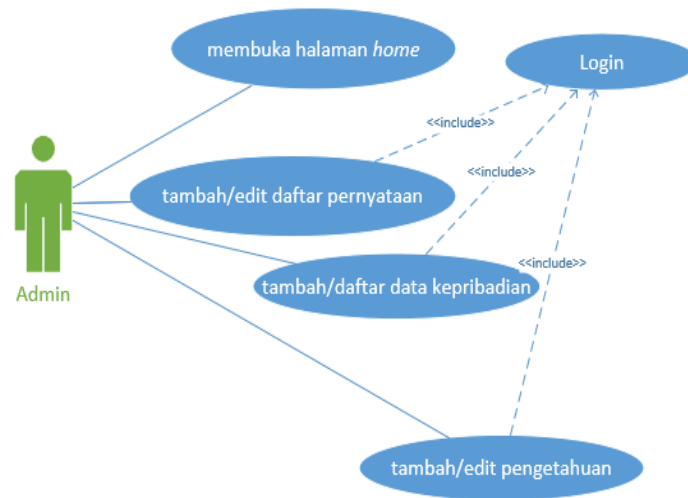 membuka halaman home
Login
<<include>>
tambah/edit daftar pernyataan
<<include>>
<<include>>
tambah/daftar data kepribadian
Admin
tambah/edit pengetahuan